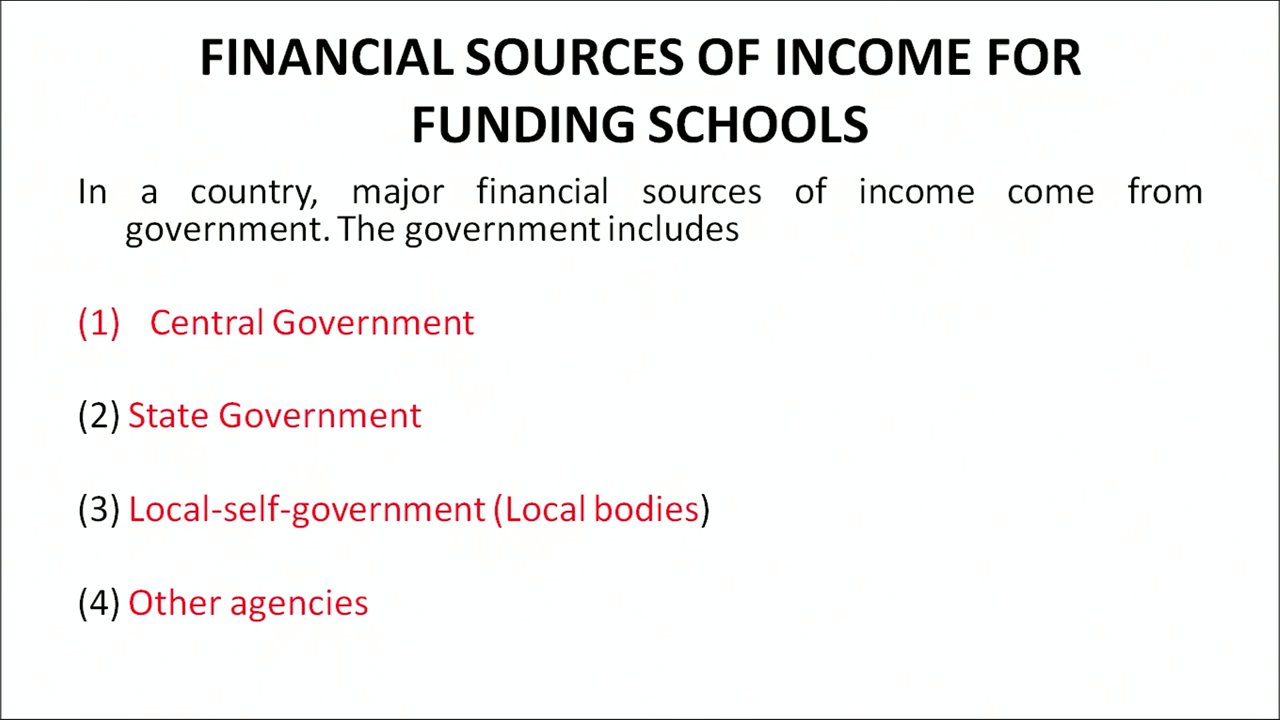 FINANCIAL SOURCES OF INCOME FOR
FUNDING SCHOOLS
In a country, major financial sources of income come from
government. The government includes
(1) Central Government
(2) State Government
(3) Local-self-government (Local bodies)
(4) Other agencies